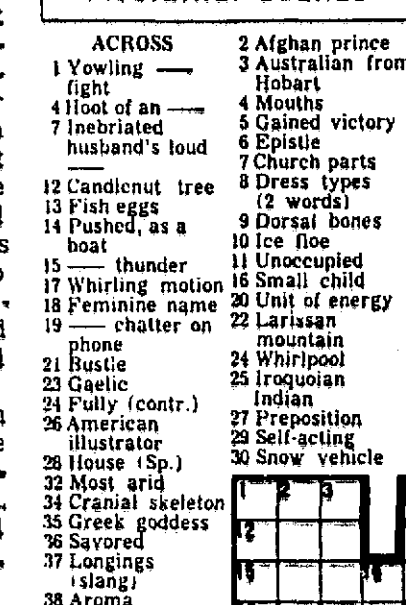 ACROSS
1 Yowling —
fight
4 Hoot of an —
7 Inebriated
husband's loud
—
12 Candlenut tree
13 Fish eggs
14 Pushed, as a
boat
15 — thunder
17 Whirling motion
18 Feminine name
19 — chatter on
phone
21 Bustle
23 Gaelic
24 Fully (contr.)
26 American
illustrator
28 House (Sp.)
32 Most arid
34 Cranial skeleton
35 Greek goddess
36 Savored
37 Longings
(slang)
38 Aroma
2 Afghan prince
3 Australian from
Hobart
4 Mouths
5 Gained victory
6 Epistle
7 Church parts
8 Dress types
(2 words)
9 Dorsal bones
10 Ice floe
11 Unoccupied
16 Small child
20 Unit of energy
22 Larissan
mountain
24 Whirlpool
25 Iroquoian
Indian
27 Preposition
29 Self-acting
30 Snow vehicle
1 2 3
12
15 16